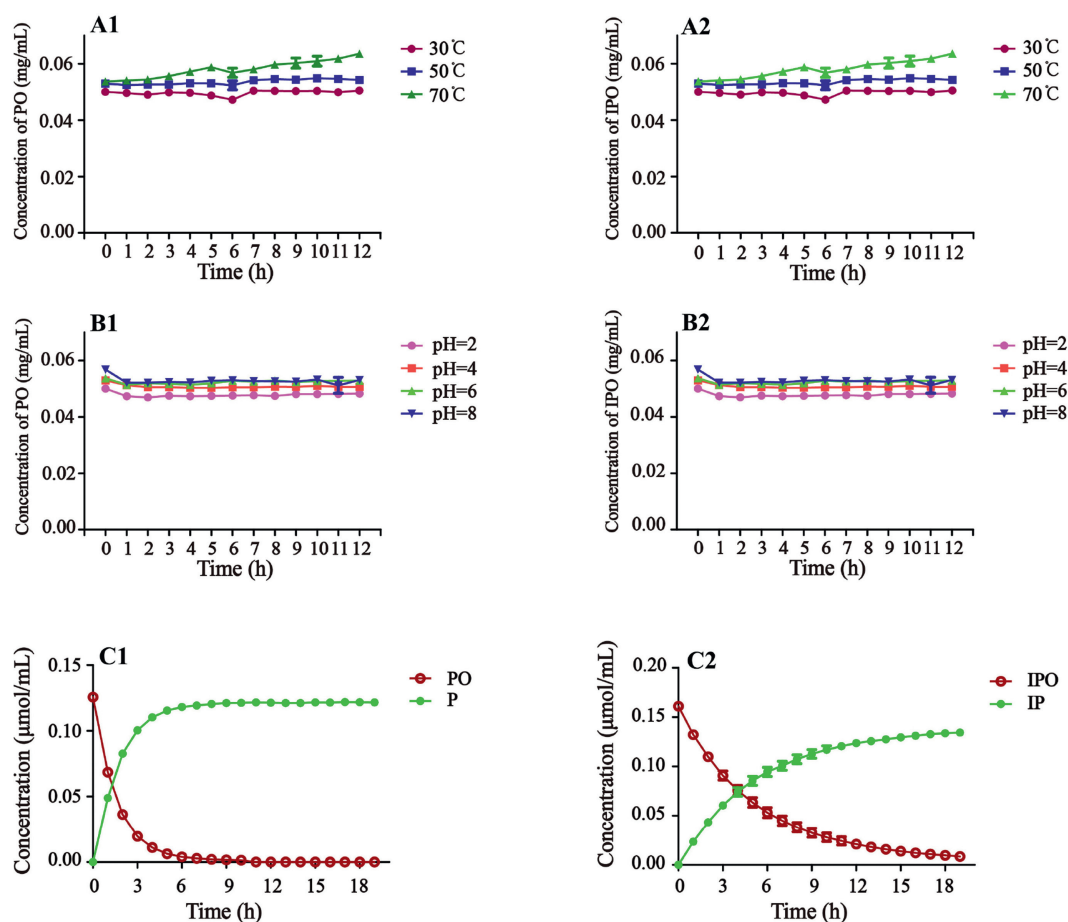 A1
Concentration of PO (mg/mL)
0.06
0.04
0.02
0.00
0 1 2 3 4 5 6 7 8 9 10 11 12
Time (h)
30℃
50℃
70℃
A2
Concentration of IPO (mg/mL)
0.06
0.04
0.02
0.00
0 1 2 3 4 5 6 7 8 9 10 11 12
Time (h)
30℃
50℃
70℃
B1
Concentration of PO (mg/mL)
0.06
0.04
0.02
0.00
0 1 2 3 4 5 6 7 8 9 10 11 12
Time (h)
pH=2
pH=4
pH=6
pH=8
B2
Concentration of IPO (mg/mL)
0.06
0.04
0.02
0.00
0 1 2 3 4 5 6 7 8 9 10 11 12
Time (h)
pH=2
pH=4
pH=6
pH=8
C1
Concentration (μmol/mL)
0.15
0.10
0.05
0.00
0 3 6 9 12 15 18
Time (h)
PO
P
C2
Concentration (μmol/mL)
0.20
0.15
0.10
0.05
0.00
0 3 6 9 12 15 18
Time (h)
IPO
IP